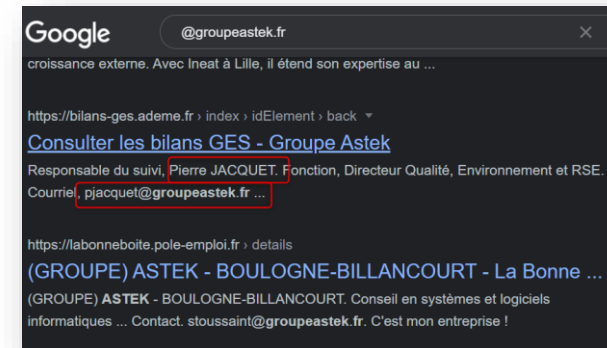 Google @groupeastek.fr
croissance externe. Avec Ineat à Lille, il étend son expertise au ...
https://bilans-ges.ademe.fr › index › idElement › back
Consulter les bilans GES - Groupe Astek
Responsable du suivi, Pierre JACQUET. Fonction, Directeur Qualité, Environnement et RSE.
Courriel, pjacquet@groupeastek.fr ...
https://labonneboite.pole-emploi.fr › details
(GROUPE) ASTEK - BOULOGNE-BILLANCOURT - La Bonne ...
(GROUPE) ASTEK - BOULOGNE-BILLANCOURT. Conseil en systèmes et logiciels
informatiques ... Contact. stoussaint@groupeastek.fr. C'est mon entreprise !